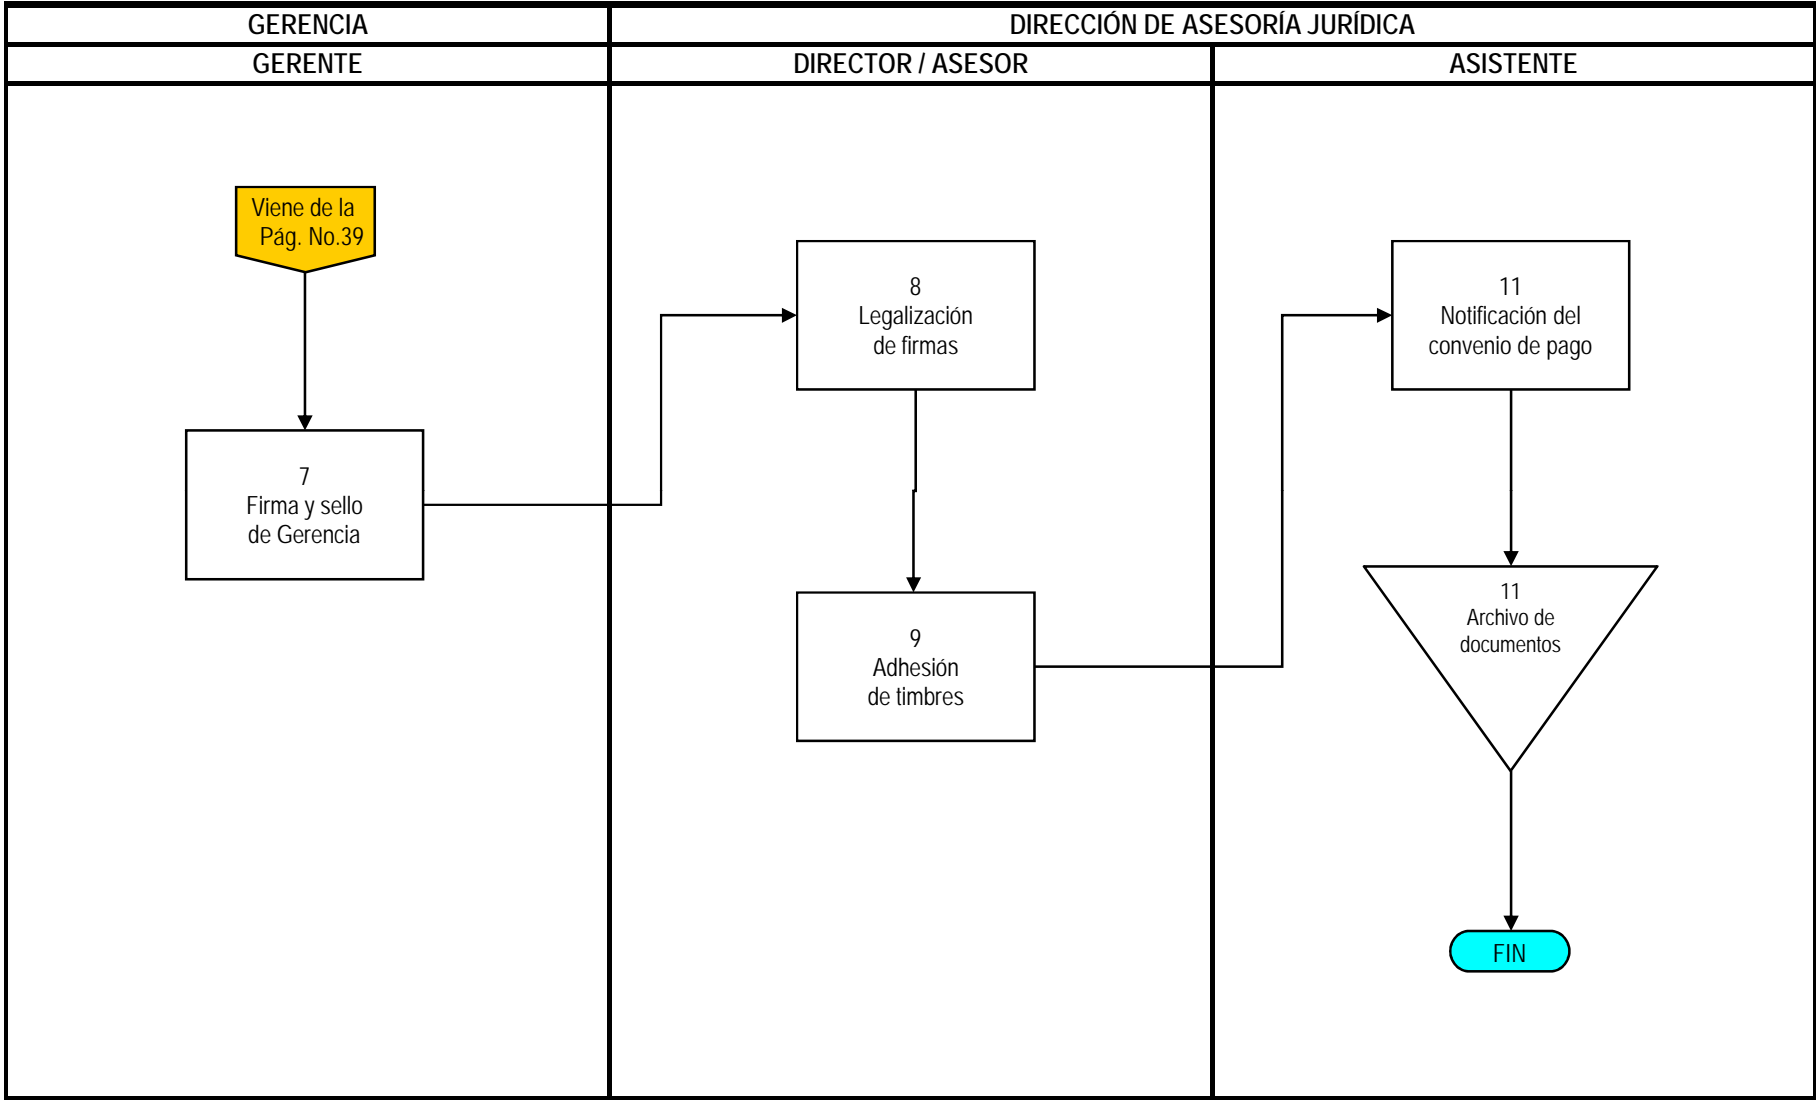 GERENCIA
DIRECCIÓN DE ASESORÍA JURÍDICA
GERENTE
DIRECTOR / ASESOR
ASISTENTE
Viene de la
Pág. No.39
7
Firma y sello
de Gerencia
8
Legalización
de firmas
9
Adhesión
de timbres
11
Notificación del
convenio de pago
11
Archivo de
documentos
FIN